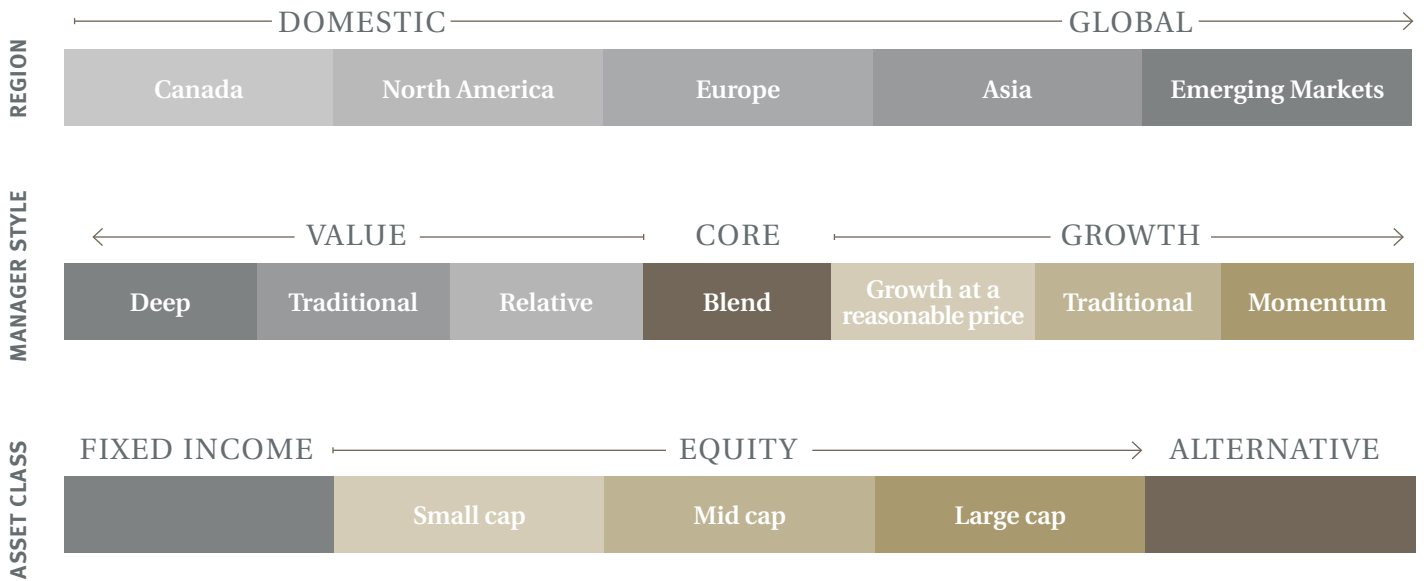 REGION
DOMESTIC GLOBAL
Canada North America Europe Asia Emerging Markets
MANAGER STYLE
VALUE CORE GROWTH
Deep Traditional Relative Blend Growth at a
reasonable price Traditional Momentum
ASSET CLASS
FIXED INCOME EQUITY ALTERNATIVE
Small cap Mid cap Large cap